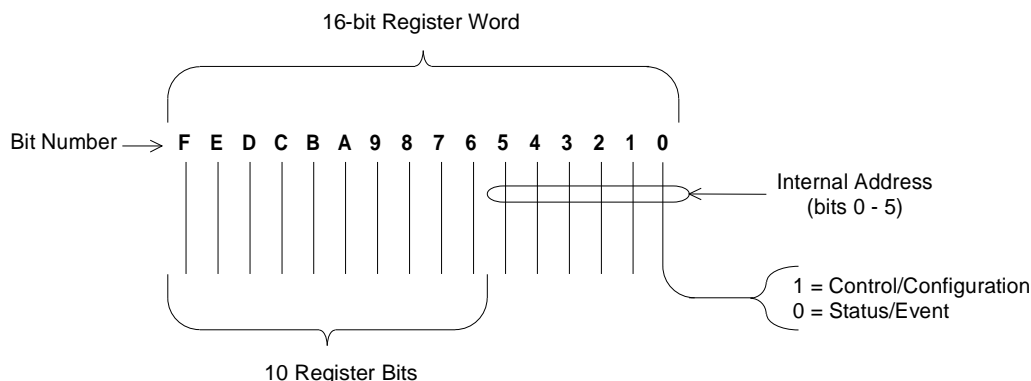 16-bit Register Word
Bit Number F E D C B A 9 8 7 6 5 4 3 2 1 0
Internal Address
(bits 0 - 5)
1 = Control/Configuration
0 = Status/Event
10 Register Bits